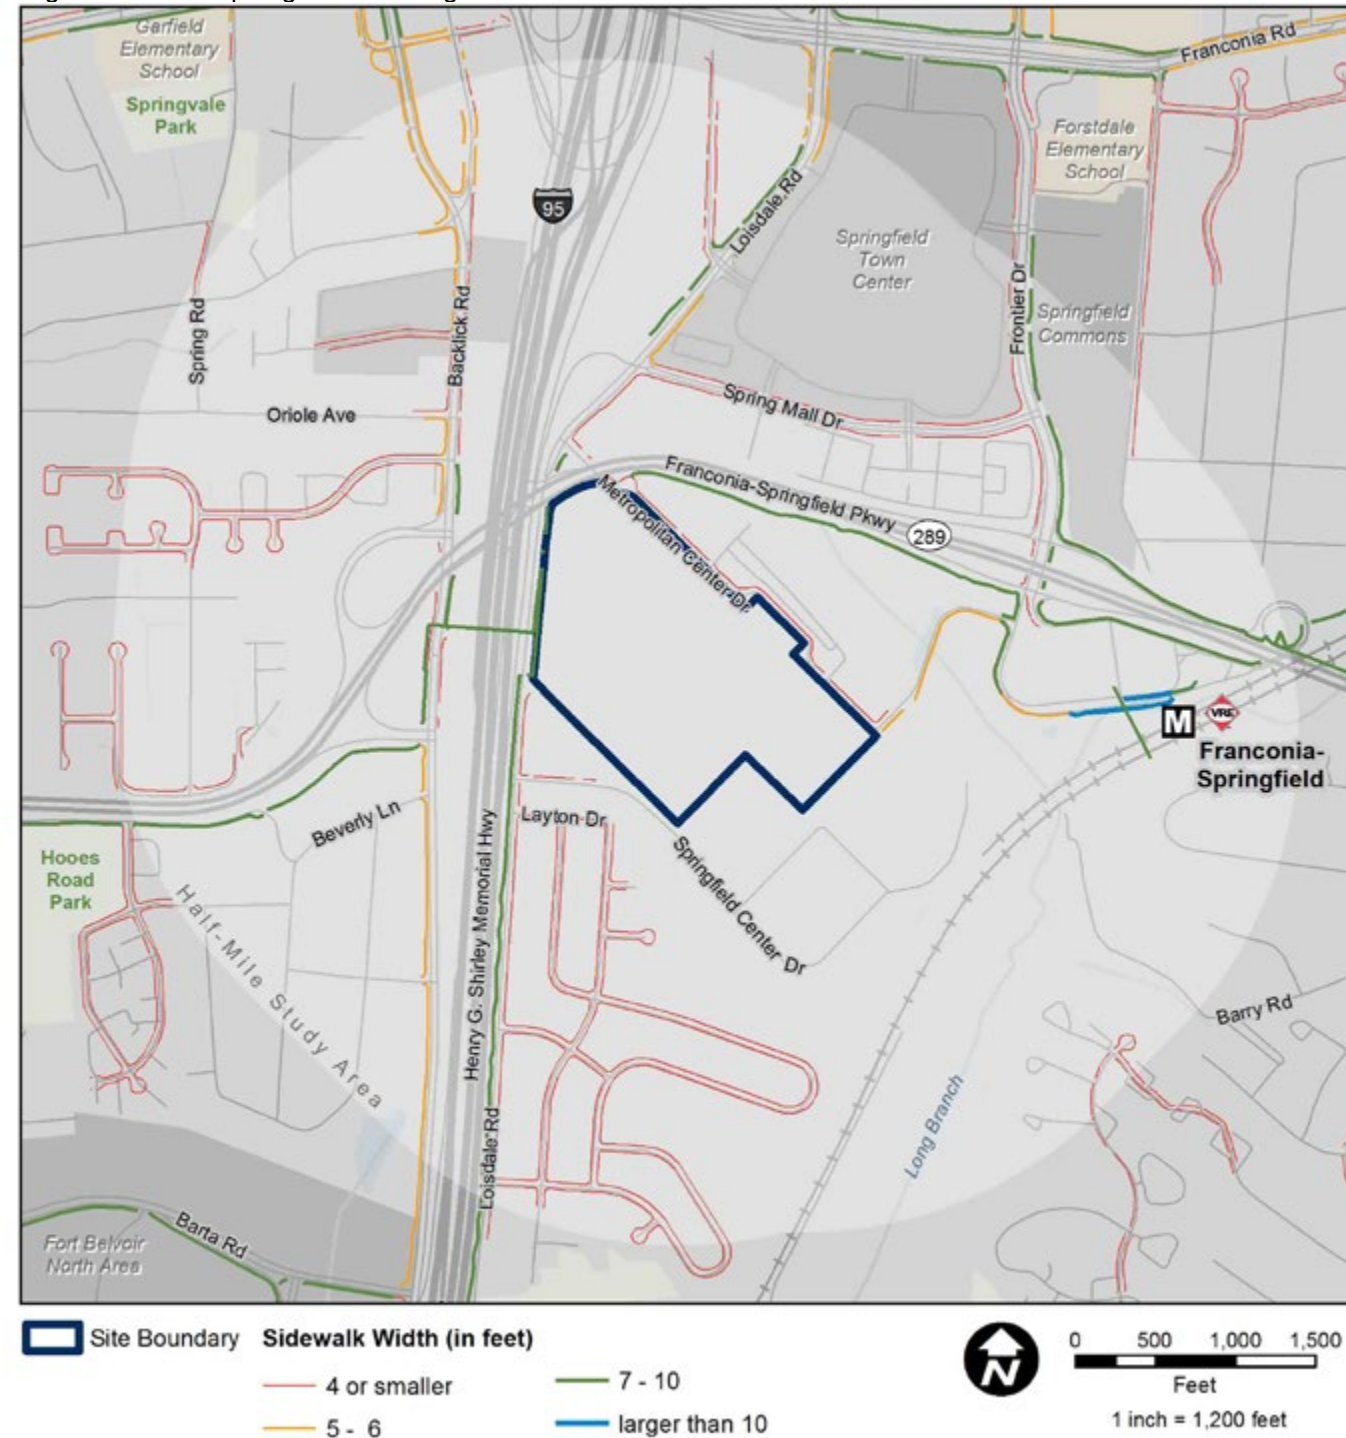 Garfield
Elementary
School
Springvale
Park
Franconia Rd
95
Loisdale Rd
Forstdale
Elementary
School
Springfield
Town
Center
Spring Rd
Backlick Rd
Frontier Dr
Springfield
Commons
Oriole Ave
Spring Mall Dr
Franconia-Springfield Pkwy
289
Metropolitan Center Dr
M
VRE
Franconia-
Springfield
Beverly Ln
Layton Dr
Henry G. Shirley Memorial Hwy
Hooes
Road
Park
Springfield Center Dr
Half-Mile Study Area
Barry Rd
Long Branch
Loisdale Rd
Barta Rd
Fort Belvoir
North Area
Site Boundary
Sidewalk Width (in feet)
4 or smaller
5 - 6
7 - 10
larger than 10
N
0 500 1,000 1,500
Feet
1 inch = 1,200 feet